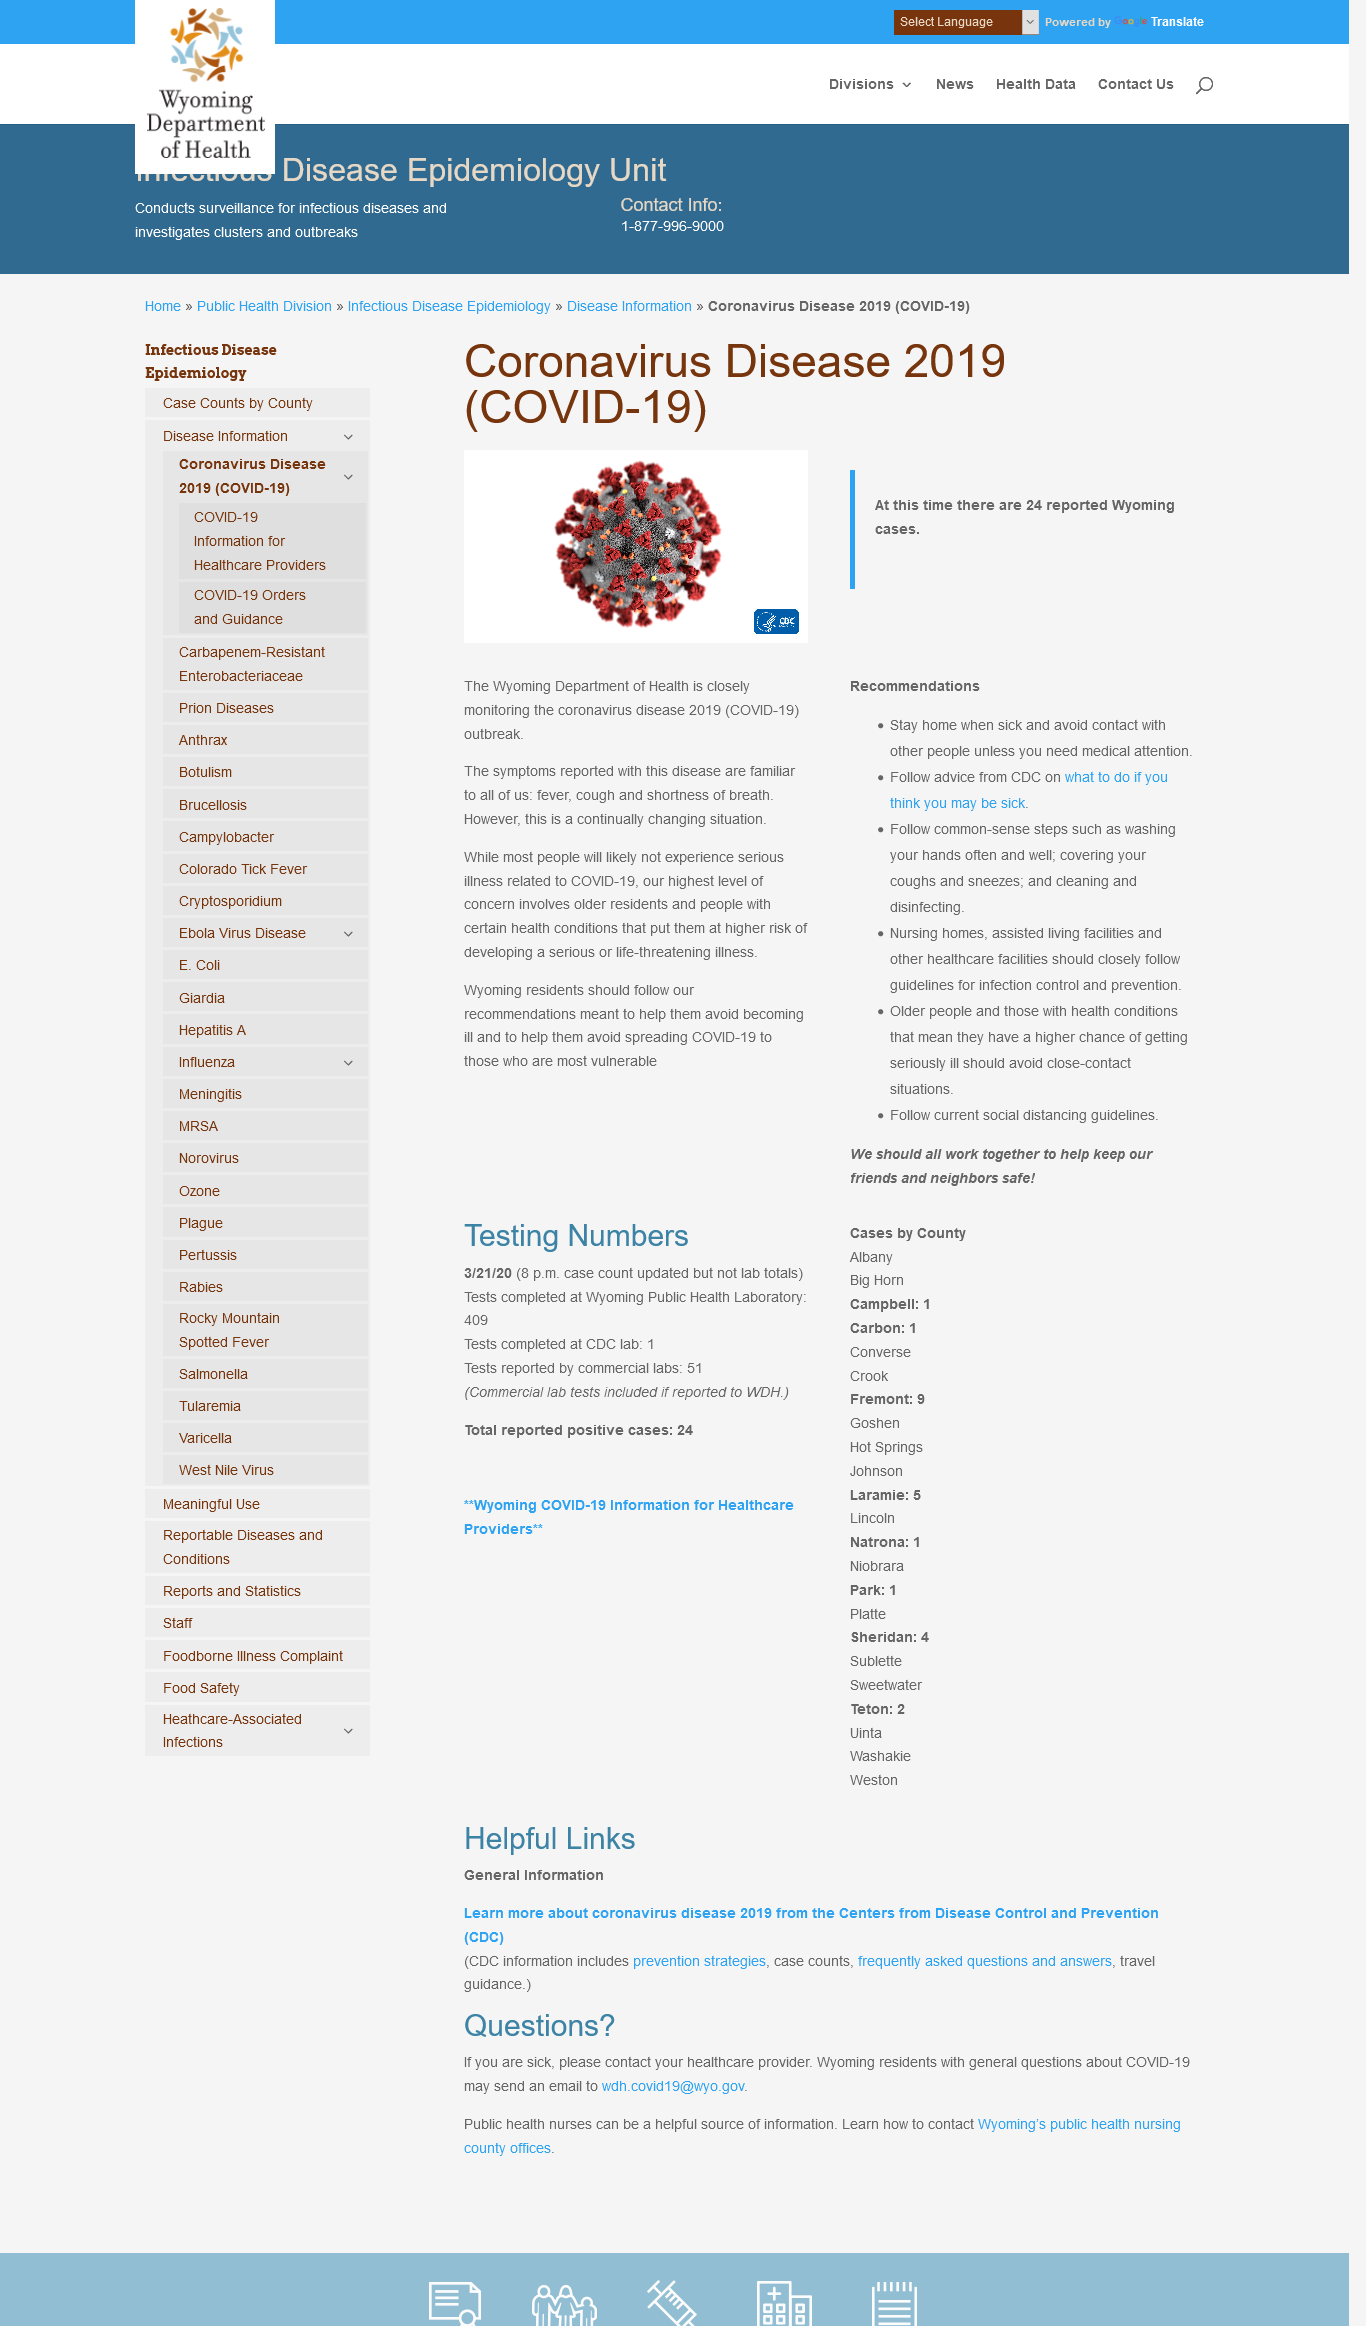 Select Language
Powered by Google Translate
Wyoming
Department
of Health
Divisions
News
Health Data
Contact Us
Infectious Disease Epidemiology Unit
Conducts surveillance for infectious diseases and
investigates clusters and outbreaks
Contact Info:
1-877-996-9000
Home » Public Health Division » Infectious Disease Epidemiology » Disease Information » Coronavirus Disease 2019 (COVID-19)
Infectious Disease
Epidemiology
Case Counts by County
Disease Information
Coronavirus Disease
2019 (COVID-19)
COVID-19
Information for
Healthcare Providers
COVID-19 Orders
and Guidance
Carbapenem-Resistant
Enterobacteriaceae
Prion Diseases
Anthrax
Botulism
Brucellosis
Campylobacter
Colorado Tick Fever
Cryptosporidium
Ebola Virus Disease
E. Coli
Giardia
Hepatitis A
Influenza
Meningitis
MRSA
Norovirus
Ozone
Plague
Pertussis
Rabies
Rocky Mountain
Spotted Fever
Salmonella
Tularemia
Varicella
West Nile Virus
Meaningful Use
Reportable Diseases and
Conditions
Reports and Statistics
Staff
Foodborne Illness Complaint
Food Safety
Heathcare-Associated
Infections
Coronavirus Disease 2019
(COVID-19)
CDC
At this time there are 24 reported Wyoming
cases.
The Wyoming Department of Health is closely
monitoring the coronavirus disease 2019 (COVID-19)
outbreak.
The symptoms reported with this disease are familiar
to all of us: fever, cough and shortness of breath.
However, this is a continually changing situation.
While most people will likely not experience serious
illness related to COVID-19, our highest level of
concern involves older residents and people with
certain health conditions that put them at higher risk of
developing a serious or life-threatening illness.
Wyoming residents should follow our
recommendations meant to help them avoid becoming
ill and to help them avoid spreading COVID-19 to
those who are most vulnerable
Recommendations
• Stay home when sick and avoid contact with
other people unless you need medical attention.
• Follow advice from CDC on what to do if you
think you may be sick.
• Follow common-sense steps such as washing
your hands often and well; covering your
coughs and sneezes; and cleaning and
disinfecting.
• Nursing homes, assisted living facilities and
other healthcare facilities should closely follow
guidelines for infection control and prevention.
• Older people and those with health conditions
that mean they have a higher chance of getting
seriously ill should avoid close-contact
situations.
• Follow current social distancing guidelines.
We should all work together to help keep our
friends and neighbors safe!
Testing Numbers
3/21/20 (8 p.m. case count updated but not lab totals)
Tests completed at Wyoming Public Health Laboratory:
409
Tests completed at CDC lab: 1
Tests reported by commercial labs: 51
(Commercial lab tests included if reported to WDH.)
Total reported positive cases: 24
**Wyoming COVID-19 Information for Healthcare
Providers**
Cases by County
Albany
Big Horn
Campbell: 1
Carbon: 1
Converse
Crook
Fremont: 9
Goshen
Hot Springs
Johnson
Laramie: 5
Lincoln
Natrona: 1
Niobrara
Park: 1
Platte
Sheridan: 4
Sublette
Sweetwater
Teton: 2
Uinta
Washakie
Weston
Helpful Links
General Information
Learn more about coronavirus disease 2019 from the Centers from Disease Control and Prevention
(CDC)
(CDC information includes prevention strategies, case counts, frequently asked questions and answers, travel
guidance.)
Questions?
If you are sick, please contact your healthcare provider. Wyoming residents with general questions about COVID-19
may send an email to wdh.covid19@wyo.gov.
Public health nurses can be a helpful source of information. Learn how to contact Wyoming's public health nursing
county offices.